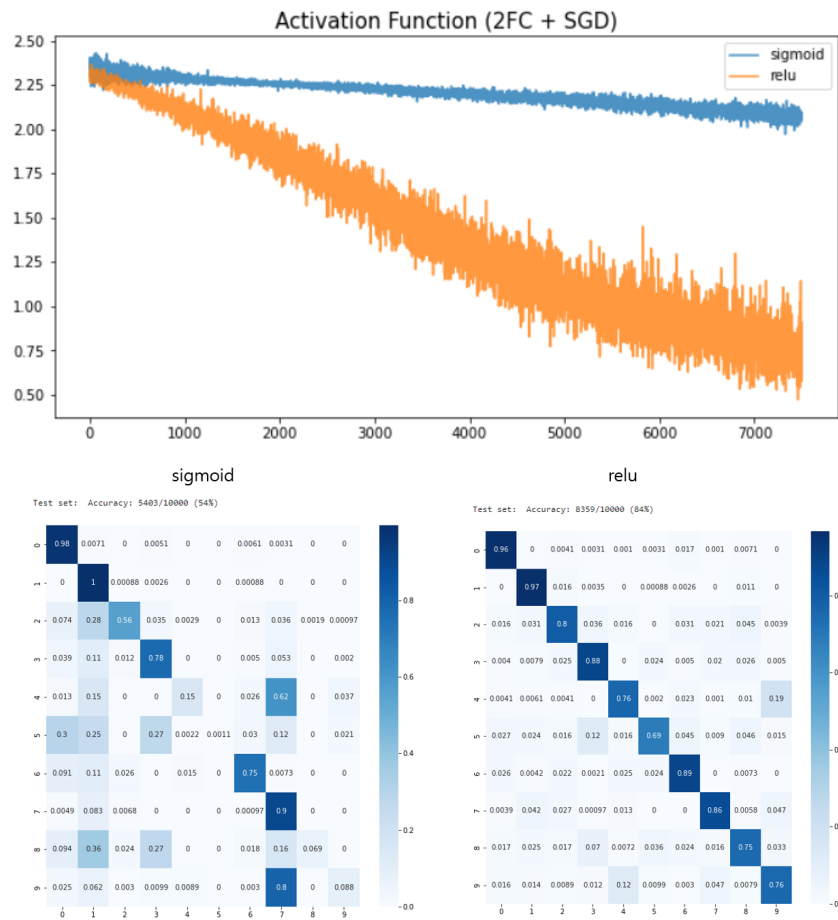 Activation Function (2FC + SGD)
2.50
2.25
2.00
1.75
1.50
1.25
1.00
0.75
0.50
sigmoid
relu
0 1000 2000 3000 4000 5000 6000 7000
sigmoid
Test set: Accuracy: 5403/10000 (54%)
0 0.98 0.0071 0 0.0051 0 0 0.0061 0.0031 0 0
1 0 1 0.00088 0.0026 0 0 0.00088 0 0 0
2 0.074 0.28 0.56 0.035 0.0029 0 0.013 0.036 0.0019 0.00097
3 0.039 0.11 0.012 0.78 0 0 0.005 0.053 0 0.002
4 0.013 0.15 0 0 0.15 0 0.026 0.62 0 0.037
5 0.3 0.25 0 0.27 0.0022 0.0011 0.03 0.12 0 0.021
6 0.091 0.11 0.026 0 0.015 0 0.75 0.0073 0 0
7 0.0049 0.083 0.0068 0 0 0 0.00097 0.9 0 0
8 0.094 0.36 0.024 0.27 0 0 0.018 0.16 0.069 0
9 0.025 0.062 0.003 0.0099 0.0089 0 0.003 0.8 0 0.088
0 1 2 3 4 5 6 7 8 9
0.8
0.6
0.4
0.2
0.0
relu
Test set: Accuracy: 8359/10000 (84%)
0 0.96 0 0.0041 0.0031 0.001 0.0031 0.017 0.001 0.0071 0
1 0 0.97 0.016 0.0035 0 0.00088 0.0026 0 0.011 0
2 0.016 0.031 0.8 0.036 0.016 0 0.031 0.021 0.045 0.0039
3 0.004 0.0079 0.025 0.88 0 0.024 0.005 0.02 0.026 0.005
4 0.0041 0.0061 0.0041 0 0.76 0.002 0.023 0.001 0.01 0.19
5 0.027 0.024 0.016 0.12 0.016 0.69 0.045 0.009 0.046 0.015
6 0.026 0.0042 0.022 0.0021 0.025 0.024 0.89 0 0.0073 0
7 0.0039 0.042 0.027 0.00097 0.013 0 0 0.86 0.0058 0.047
8 0.017 0.025 0.017 0.07 0.0072 0.036 0.024 0.016 0.75 0.033
9 0.016 0.014 0.0089 0.012 0.12 0.0099 0.003 0.047 0.0079 0.76
0 1 2 3 4 5 6 7 8 9